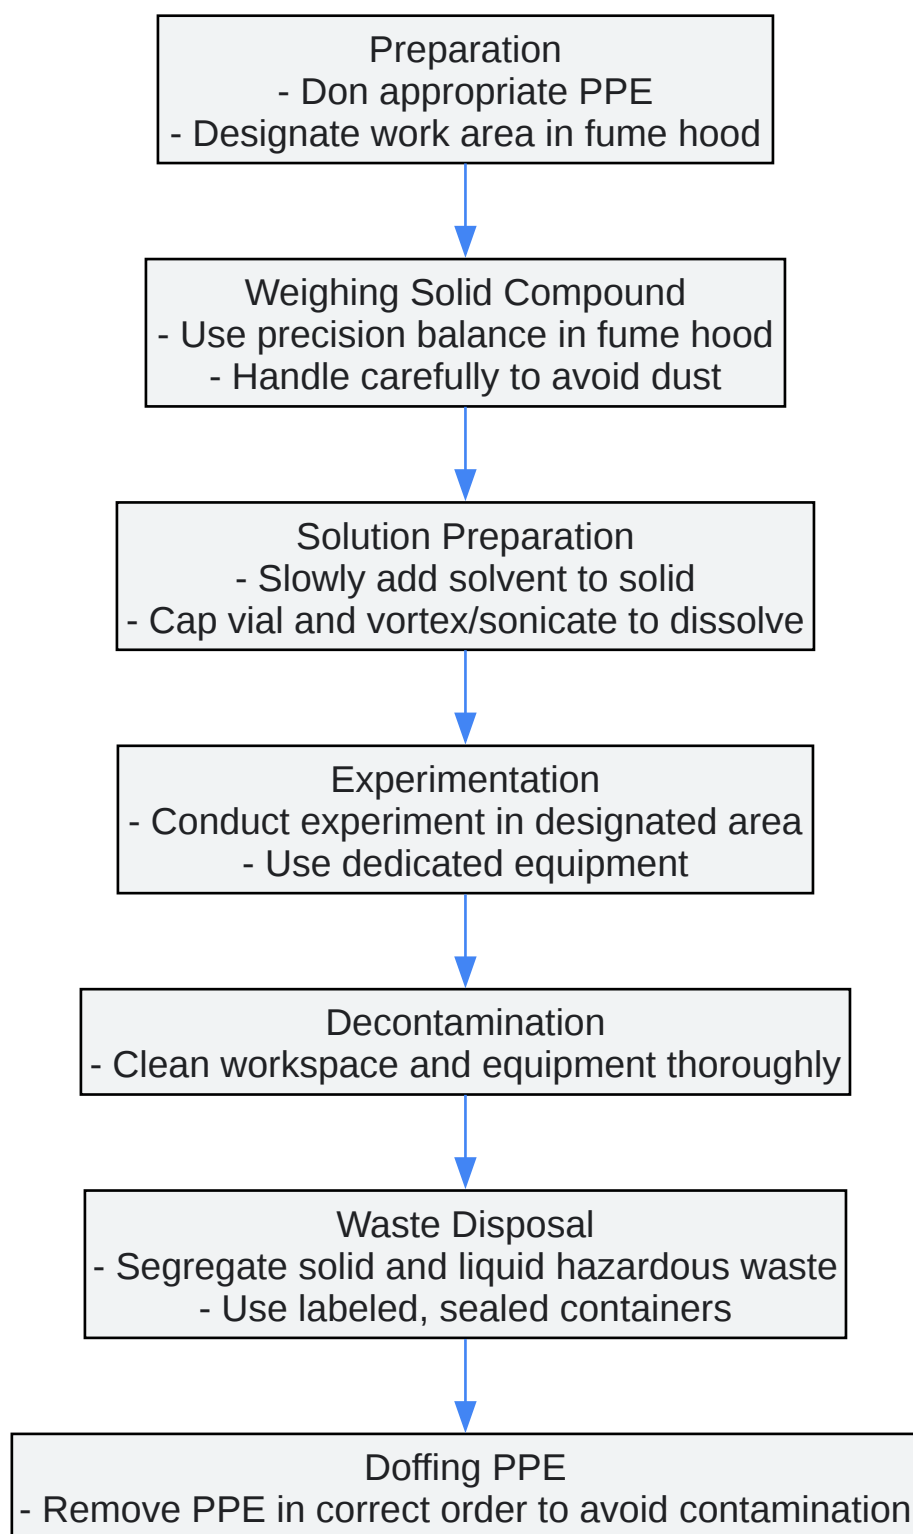 Preparation
- Don appropriate PPE
- Designate work area in fume hood
Weighing Solid Compound
- Use precision balance in fume hood
- Handle carefully to avoid dust
Solution Preparation
- Slowly add solvent to solid
- Cap vial and vortex/sonicate to dissolve
Experimentation
- Conduct experiment in designated area
- Use dedicated equipment
Decontamination
- Clean workspace and equipment thoroughly
Waste Disposal
- Segregate solid and liquid hazardous waste
- Use labeled, sealed containers
Doffing PPE
- Remove PPE in correct order to avoid contamination